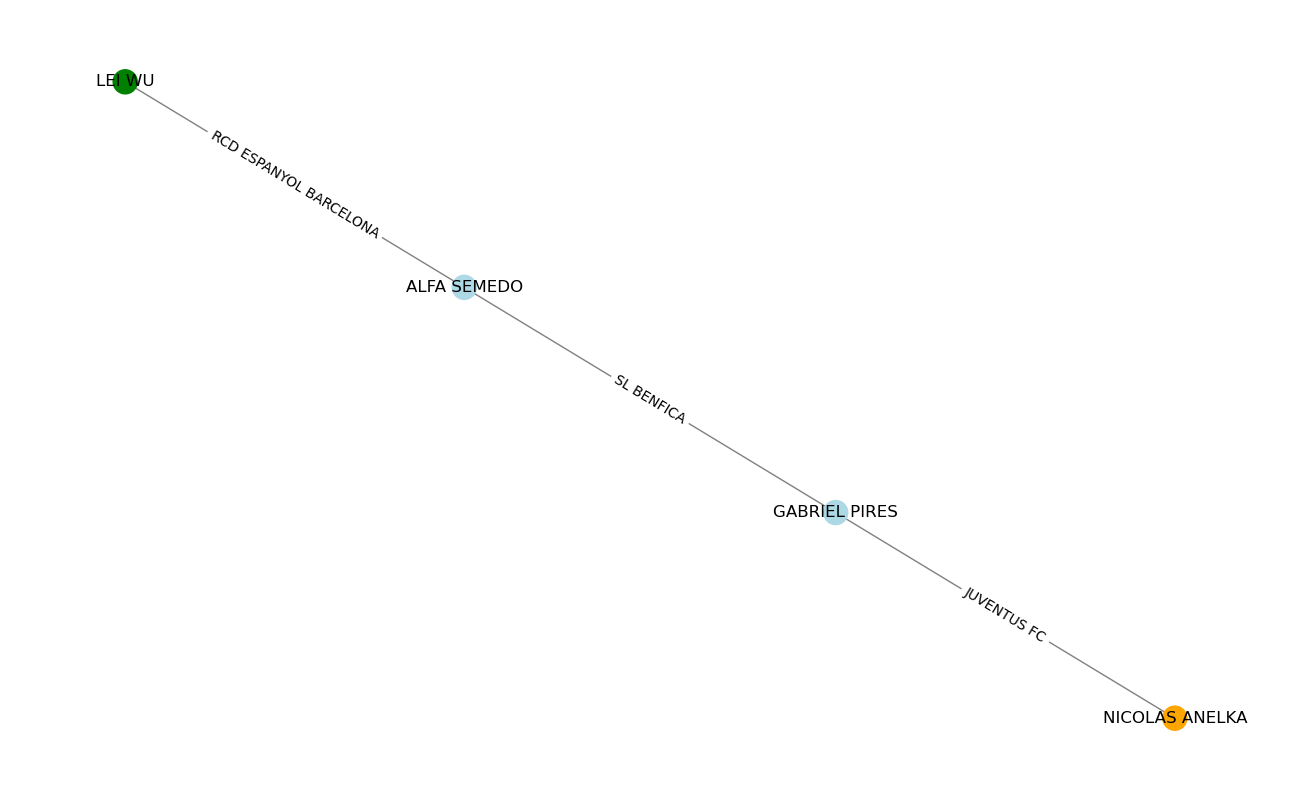 LEI WU
RCD ESPANYOL BARCELONA
ALFA SEMEDO
SL BENFICA
GABRIEL PIRES
JUVENTUS FC
NICOLAS ANELKA